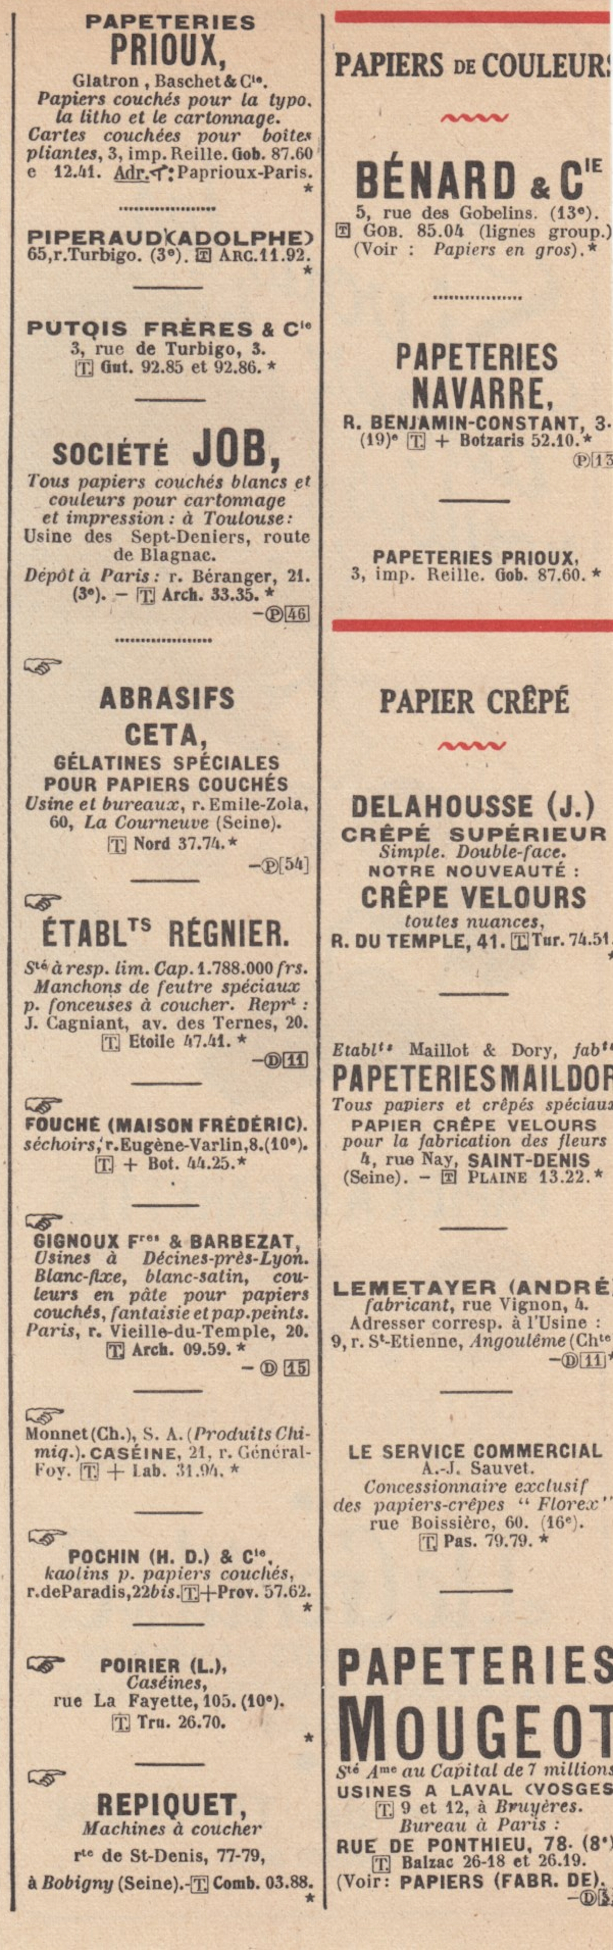 PAPETERIES
PRIOUX,
Glatron, Baschet & Cie.
Papiers couchés pour la typo.
la litho et le cartonnage.
Cartes couchées pour boîtes
pliantes, 3, imp. Reille. Gob. 87.60
e 12.41. Adr. : Paprioux-Paris.
*
PIPERAUD (ADOLPHE)
65, r. Turbigo. (3e). T ARC. 11.92.
*
PUTOIS FRÈRES & Cie
3, rue de Turbigo, 3.
T Gut. 92.85 et 92.86. *
SOCIÉTÉ JOB,
Tous papiers couchés blancs et
couleurs pour cartonnage
et impression : à Toulouse :
Usine des Sept-Deniers, route
de Blagnac.
Dépôt à Paris : r. Béranger, 21.
(3e). – T Arch. 33.35. *
–P 46
☞
ABRASIFS
CETA,
GÉLATINES SPÉCIALES
POUR PAPIERS COUCHÉS
Usine et bureaux, r. Emile-Zola,
60, La Courneuve (Seine).
T Nord 37.74. *
–P [54]
☞
ÉTABLTS RÉGNIER.
Sté à resp. lim. Cap. 1.788.000 frs.
Manchons de feutre spéciaux
p. fonceuses à coucher. Reprt :
J. Cagniant, av. des Ternes, 20.
T Etoile 47.41. *
–D 11
☞
FOUCHÉ (MAISON FRÉDÉRIC).
séchoirs, r. Eugène-Varlin, 8. (10e).
T + Bot. 44.25. *
☞
GIGNOUX Fres & BARBEZAT,
Usines à Décines-près-Lyon.
Blanc-fixe, blanc-satin, cou-
leurs en pâte pour papiers
couchés, fantaisie et pap. peints.
Paris, r. Vieille-du-Temple, 20.
T Arch. 09.59. *
– D 15
☞
Monnet (Ch.), S. A. (Produits Chi-
miq.). CASÉINE, 21, r. Général-
Foy. T + Lab. 31.94. *
☞
POCHIN (H. D.) & Cie,
kaolins p. papiers couchés,
r. de Paradis, 22bis. T + Prov. 57.62.
*
☞
POIRIER (L.),
Caséines,
rue La Fayette, 105. (10e).
T Tru. 26.70.
*
☞
REPIQUET,
Machines à coucher
rte de St-Denis, 77-79,
à Bobigny (Seine). - T Comb. 03.88.
*
PAPIERS DE COULEURS
BÉNARD & CIE
5, rue des Gobelins. (13e).
T GOB. 85.04 (lignes group.)
(Voir : Papiers en gros). *
PAPETERIES
NAVARRE,
R. BENJAMIN-CONSTANT, 3.
(19)e T + Botzaris 52.10. *
P 13
PAPETERIES PRIOUX,
3, imp. Reille. Gob. 87.60. *
PAPIER CRÊPÉ
DELAHOUSSE (J.)
CRÊPÉ SUPÉRIEUR
Simple. Double-face.
NOTRE NOUVEAUTÉ :
CRÊPE VELOURS
toutes nuances,
R. DU TEMPLE, 41. T Tur. 74.51.
*
Etablts Maillot & Dory, fabts
PAPETERIES MAILDOR
Tous papiers et crêpés spéciaux
PAPIER CRÊPE VELOURS
pour la fabrication des fleurs
4, rue Nay, SAINT-DENIS
(Seine). – T PLAINE 13.22. *
LEMETAYER (ANDRÉ)
fabricant, rue Vignon, 4.
Adresser corresp. à l'Usine :
9, r. St-Etienne, Angoulême (Chte
–D 11 *
LE SERVICE COMMERCIAL
A.-J. Sauvet.
Concessionnaire exclusif
des papiers-crêpes “ Florex”
rue Boissière, 60. (16e).
T Pas. 79.79. *
PAPETERIES
MOUGEOT
Sté Ame au Capital de 7 millions
USINES A LAVAL (VOSGES
T 9 et 12, à Bruyères.
Bureau à Paris :
RUE DE PONTHIEU, 78. (8e)
T Balzac 26-18 et 26.19.
(Voir : PAPIERS (FABR. DE).
–D